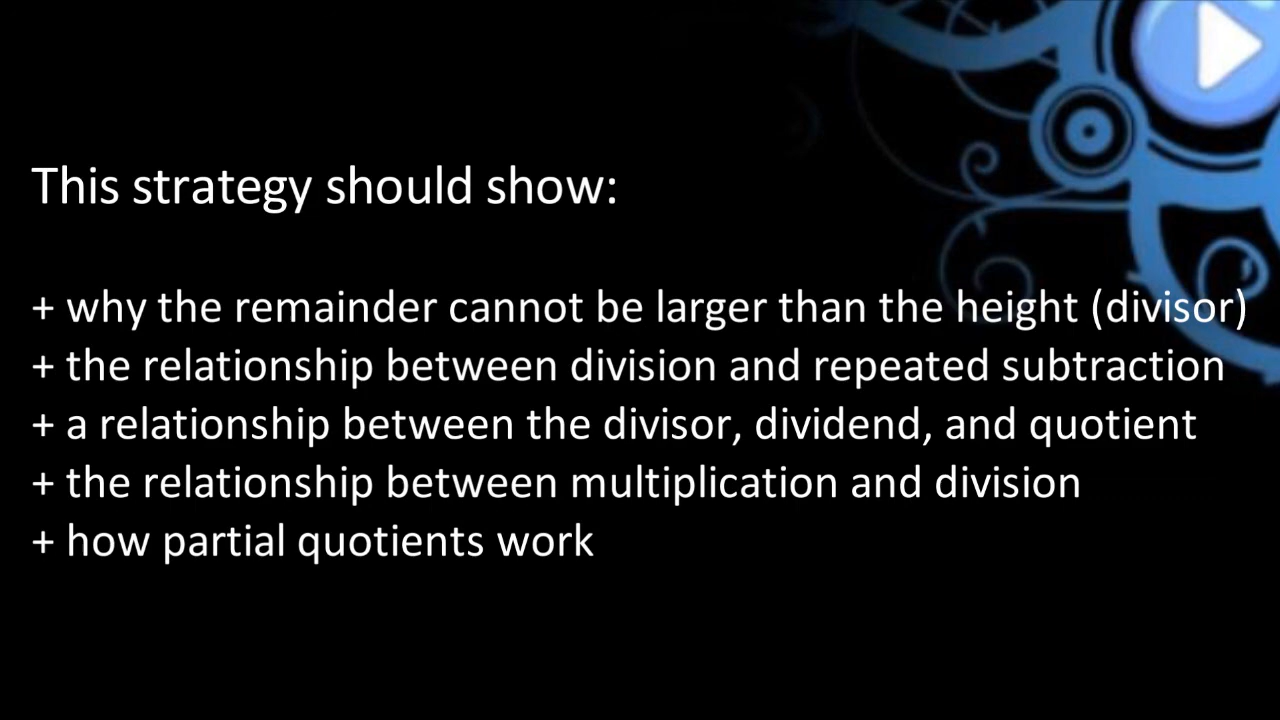 This strategy should show:
+ why the remainder cannot be larger than the height (divisor)
+ the relationship between division and repeated subtraction
+ a relationship between the divisor, dividend, and quotient
+ the relationship between multiplication and division
+ how partial quotients work